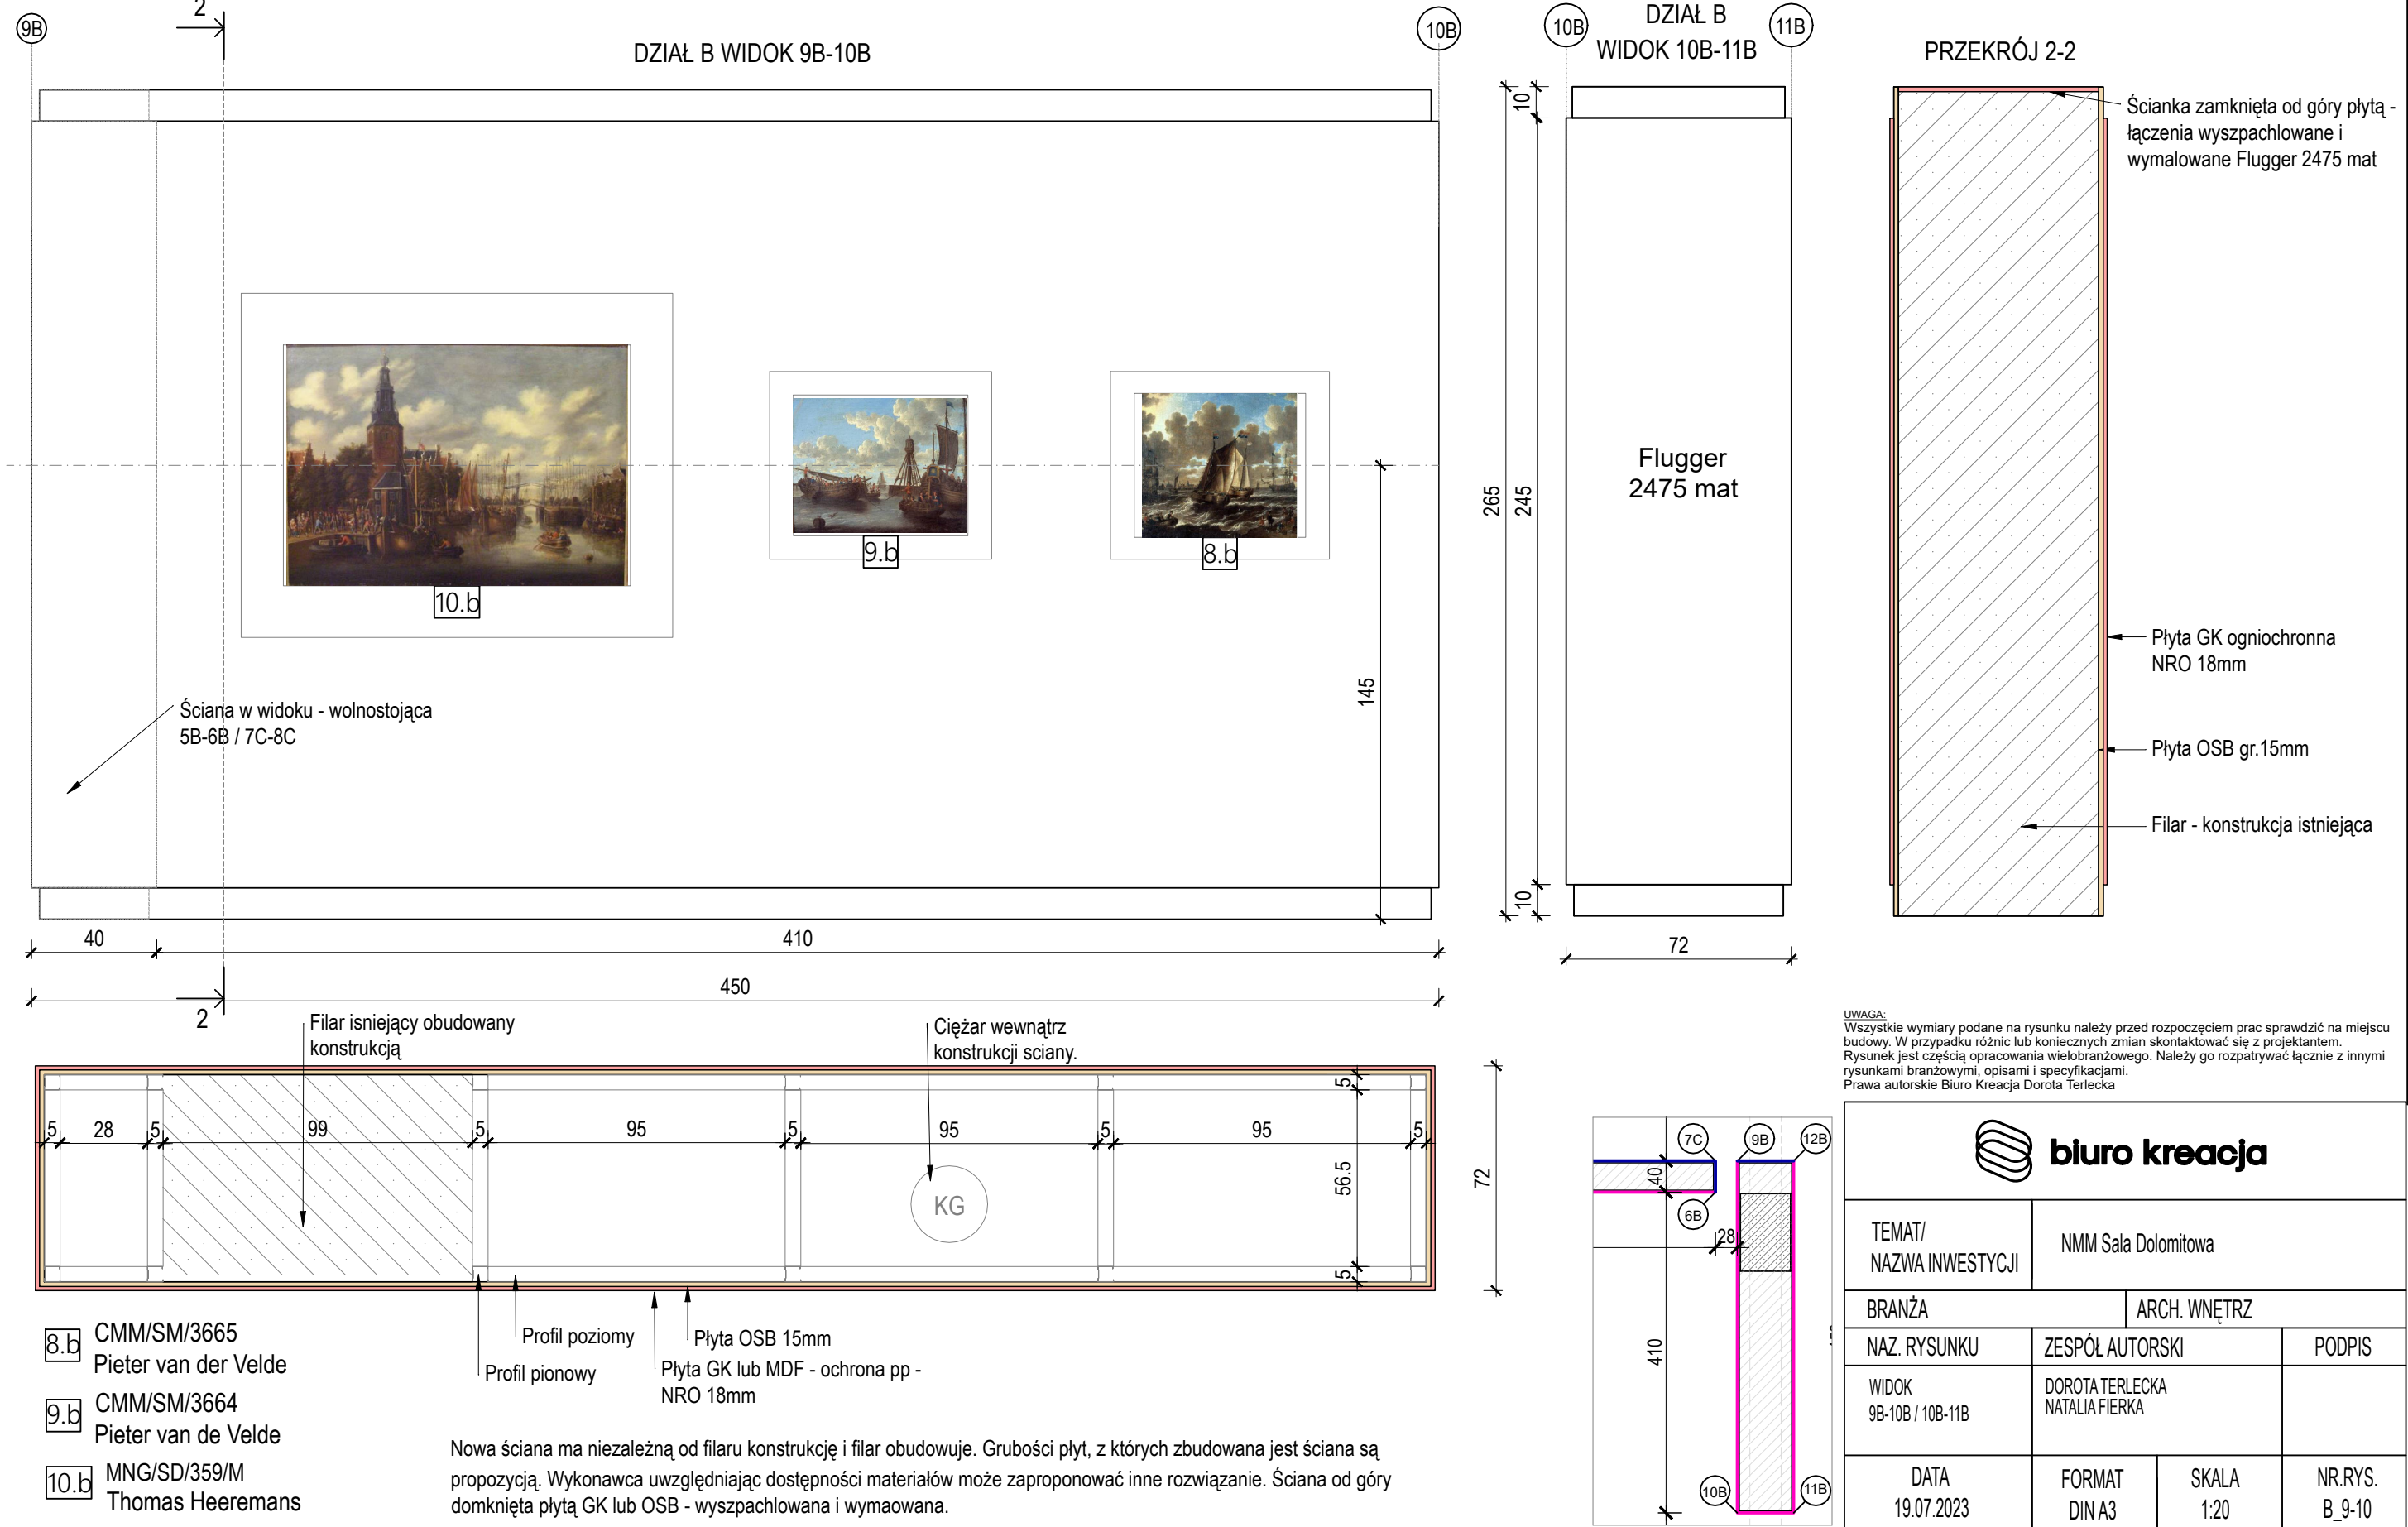 2
9B
10B
DZIAŁ B WIDOK 9B-10B
10B
DZIAŁ B
WIDOK 10B-11B
11B
PRZEKRÓJ 2-2
Ścianka zamknięta od góry płytą -
łączenia wyszpachlowane i
wymalowane Flugger 2475 mat
10
265
245
10
Flugger
2475 mat
72
10.b
9.b
8.b
145
Ściana w widoku - wolnostojąca
5B-6B / 7C-8C
Płyta GK ogniochronna
NRO 18mm
Płyta OSB gr.15mm
Filar - konstrukcja istniejąca
40
410
450
2
Filar isniejący obudowany
konstrukcją
Ciężar wewnątrz
konstrukcji sciany.
5
28
5
99
5
95
5
95
5
95
5
5
56.5
5
72
KG
Profil poziomy
Profil pionowy
Płyta OSB 15mm
Płyta GK lub MDF - ochrona pp -
NRO 18mm
8.b
CMM/SM/3665
Pieter van der Velde
9.b
CMM/SM/3664
Pieter van de Velde
10.b
MNG/SD/359/M
Thomas Heeremans
Nowa ściana ma niezależną od filaru konstrukcję i filar obudowuje. Grubości płyt, z których zbudowana jest ściana są
propozycją. Wykonawca uwzględniając dostępności materiałów może zaproponować inne rozwiązanie. Ściana od góry
domknięta płytą GK lub OSB - wyszpachlowana i wymaowana.
7C
9B
12B
40
6B
28
410
10B
11B
UWAGA:
Wszystkie wymiary podane na rysunku należy przed rozpoczęciem prac sprawdzić na miejscu
budowy. W przypadku różnic lub koniecznych zmian skontaktować się z projektantem.
Rysunek jest częścią opracowania wielobranżowego. Należy go rozpatrywać łącznie z innymi
rysunkami branżowymi, opisami i specyfikacjami.
Prawa autorskie Biuro Kreacja Dorota Terlecka
biuro kreacja
TEMAT/
NAZWA INWESTYCJI
NMM Sala Dolomitowa
BRANŻA
ARCH. WNĘTRZ
NAZ. RYSUNKU
ZESPÓŁ AUTORSKI
PODPIS
WIDOK
9B-10B / 10B-11B
DOROTA TERLECKA
NATALIA FIERKA
DATA
19.07.2023
FORMAT
DIN A3
SKALA
1:20
NR.RYS.
B_9-10